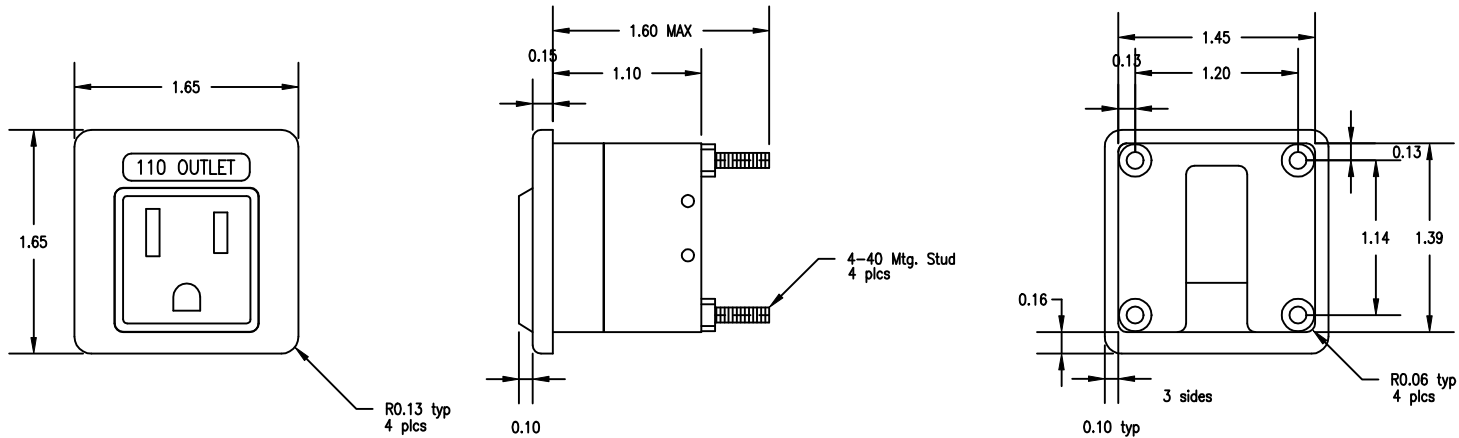 1.65
110 OUTLET
1.65
R0.13 typ
4 plcs
1.60 MAX
0.15
1.10
4-40 Mtg. Stud
4 plcs
0.10
1.45
0.13
1.20
0.13
1.14
1.39
0.16
R0.06 typ
4 plcs
3 sides
0.10 typ